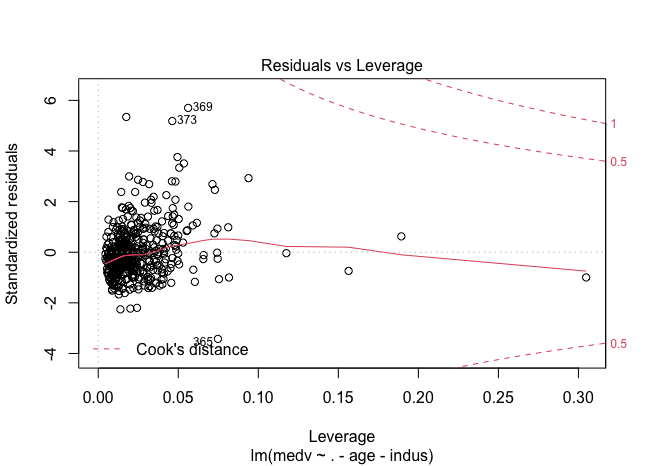 Residuals vs Leverage
Standardized residuals
6
4
2
0
-2
-4
369
373
365
1
0.5
0.5
Cook's distance
0.00 0.05 0.10 0.15 0.20 0.25 0.30
Leverage
lm(medv ~ . - age - indus)